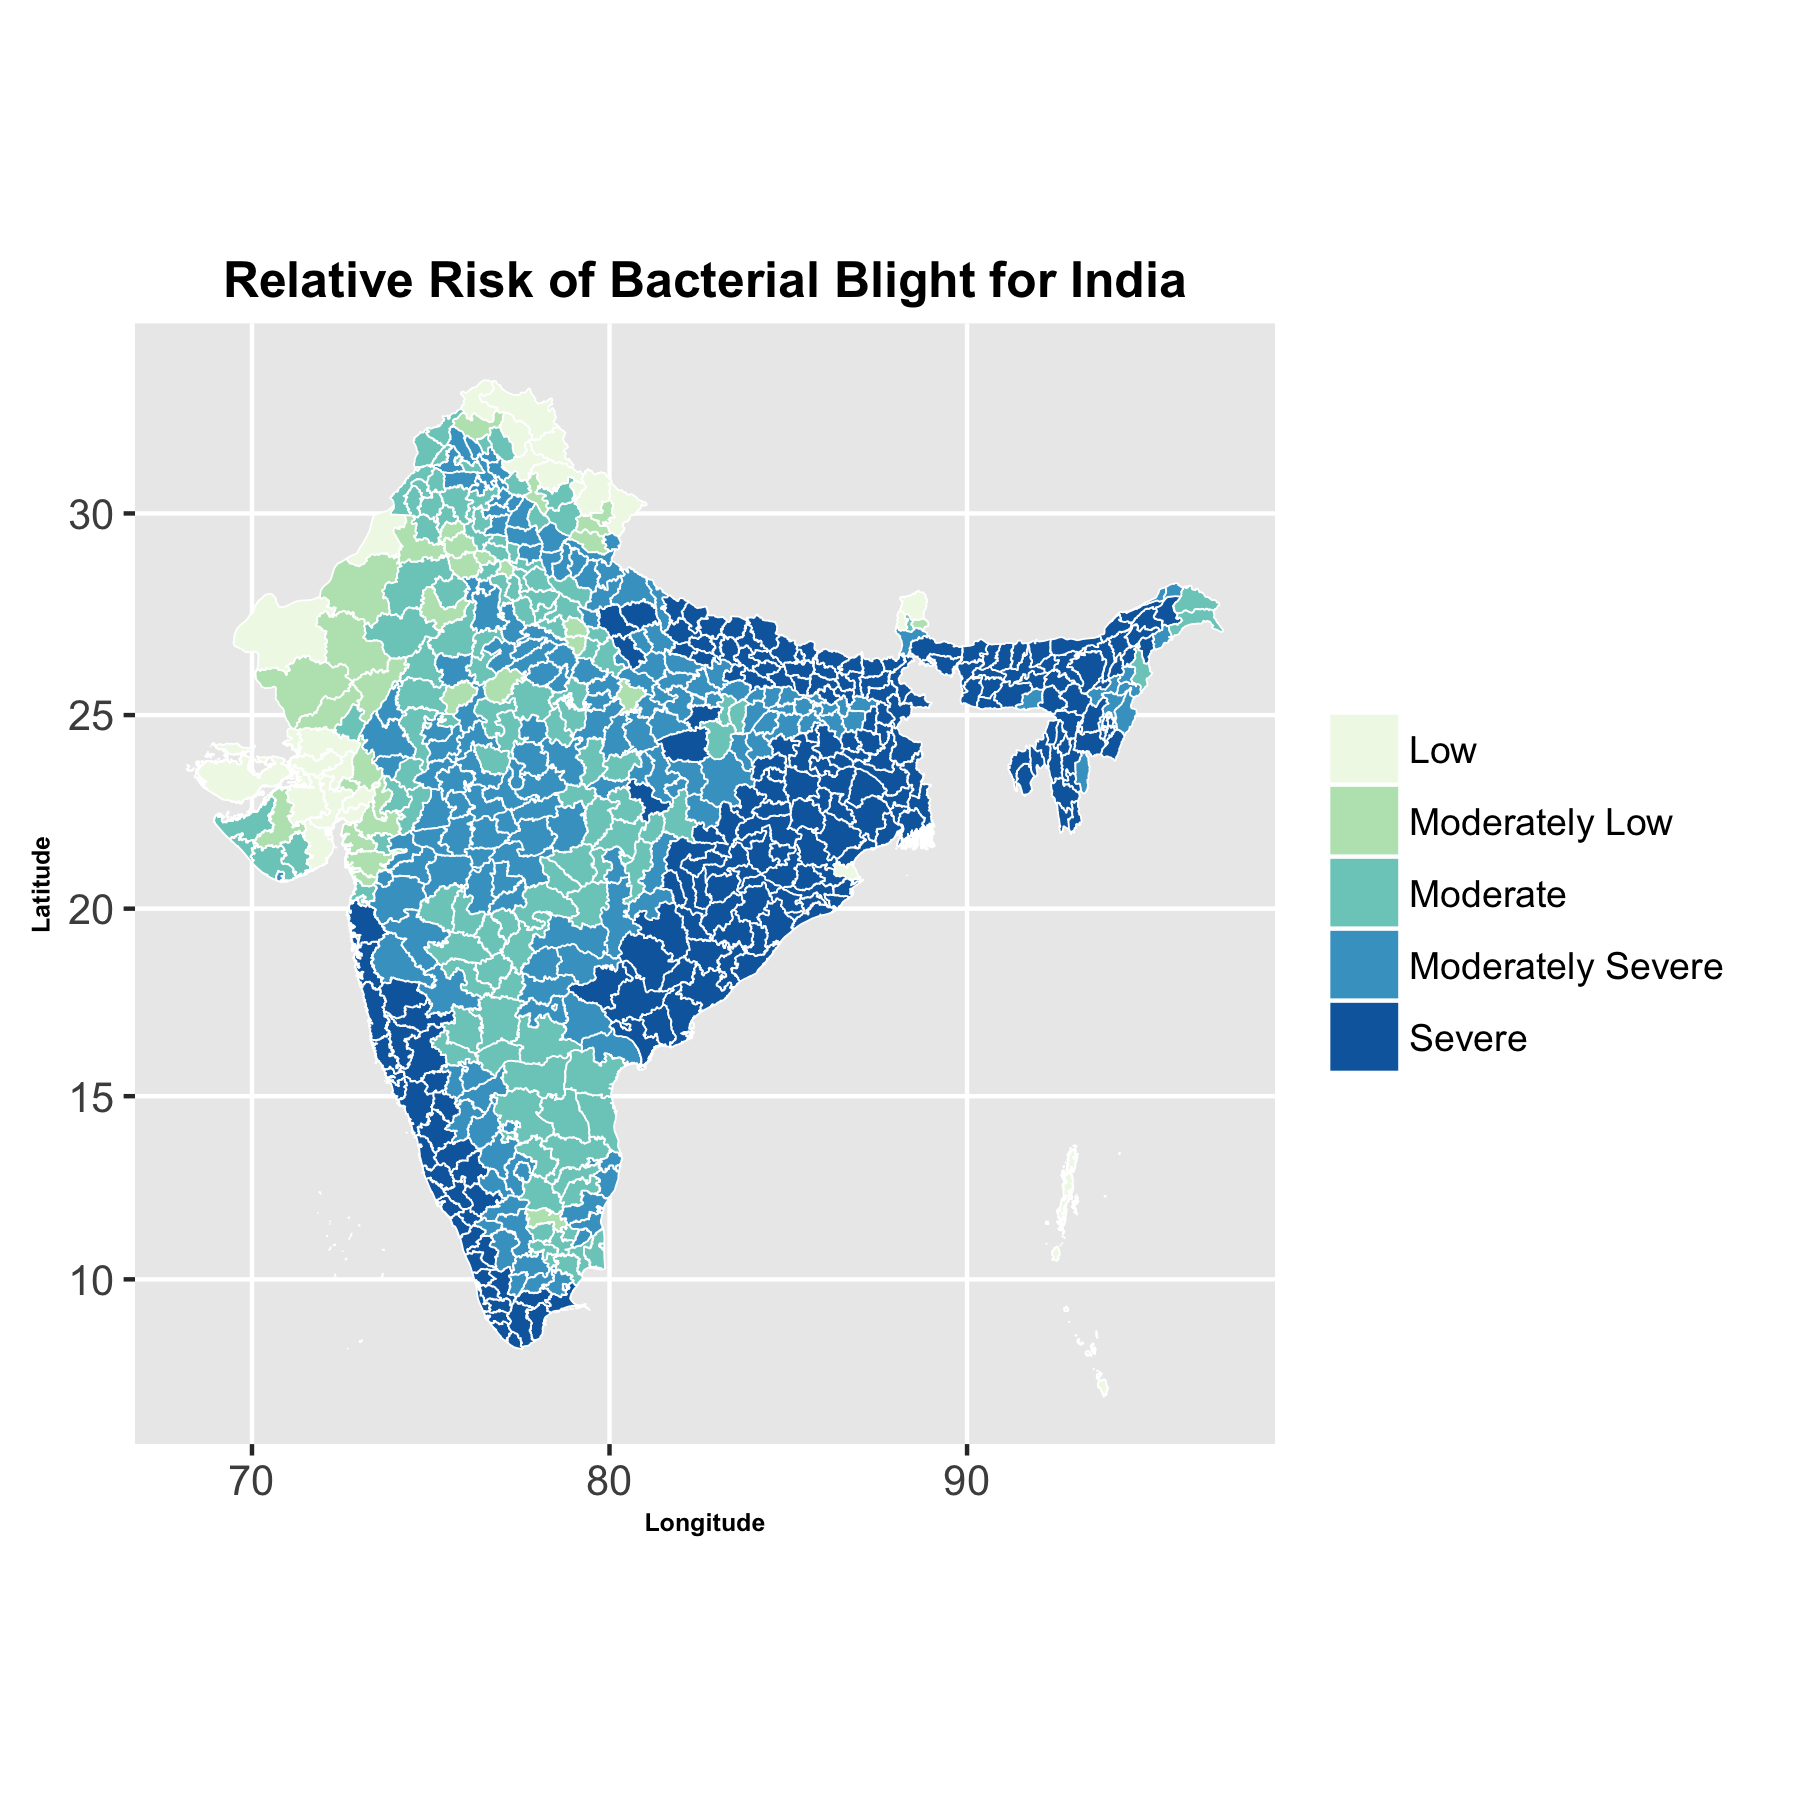 Relative Risk of Bacterial Blight for India
30
25
20
15
10
Latitude
70
80
90
Longitude
Low
Moderately Low
Moderate
Moderately Severe
Severe